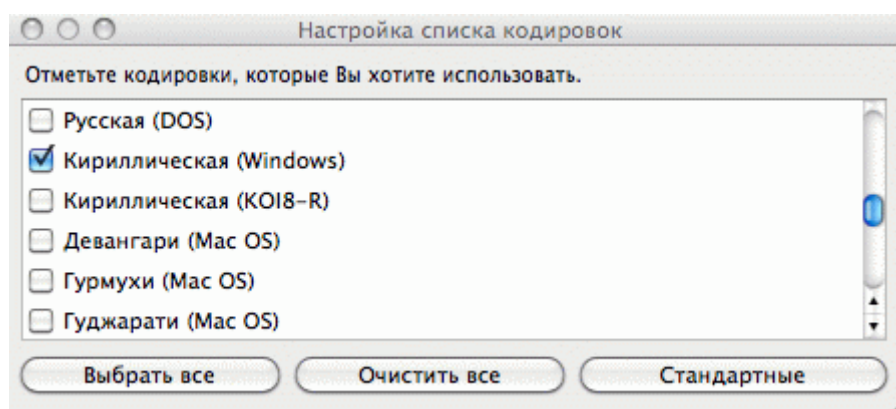 Настройка списка кодировок
Отметьте кодировки, которые Вы хотите использовать.
Русская (DOS)
Кириллическая (Windows)
Кириллическая (KOI8-R)
Девангари (Mac OS)
Гурмухи (Mac OS)
Гуджарати (Mac OS)
Выбрать все Очистить все Стандартные